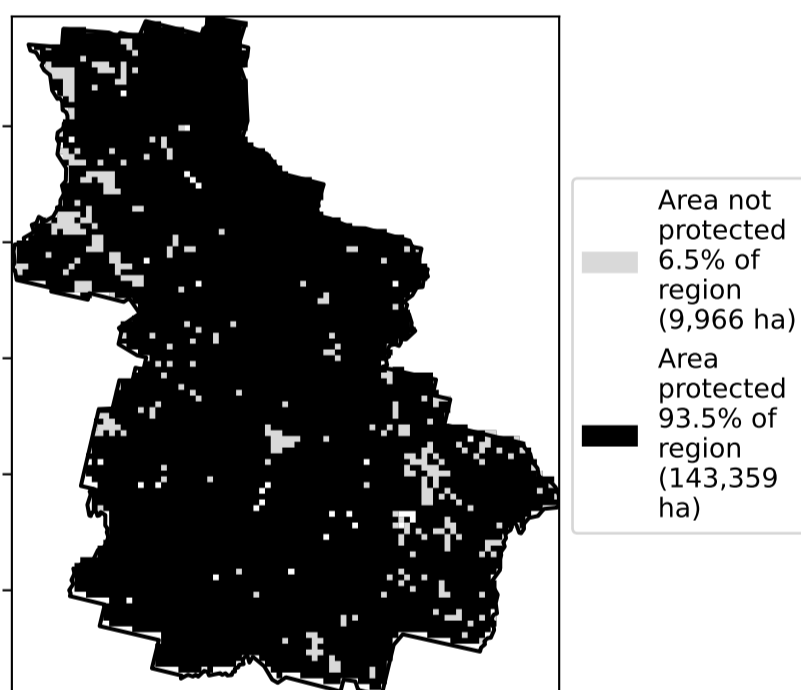 Area not
protected
6.5% of
region
(9,966 ha)
Area
protected
93.5% of
region
(143,359
ha)